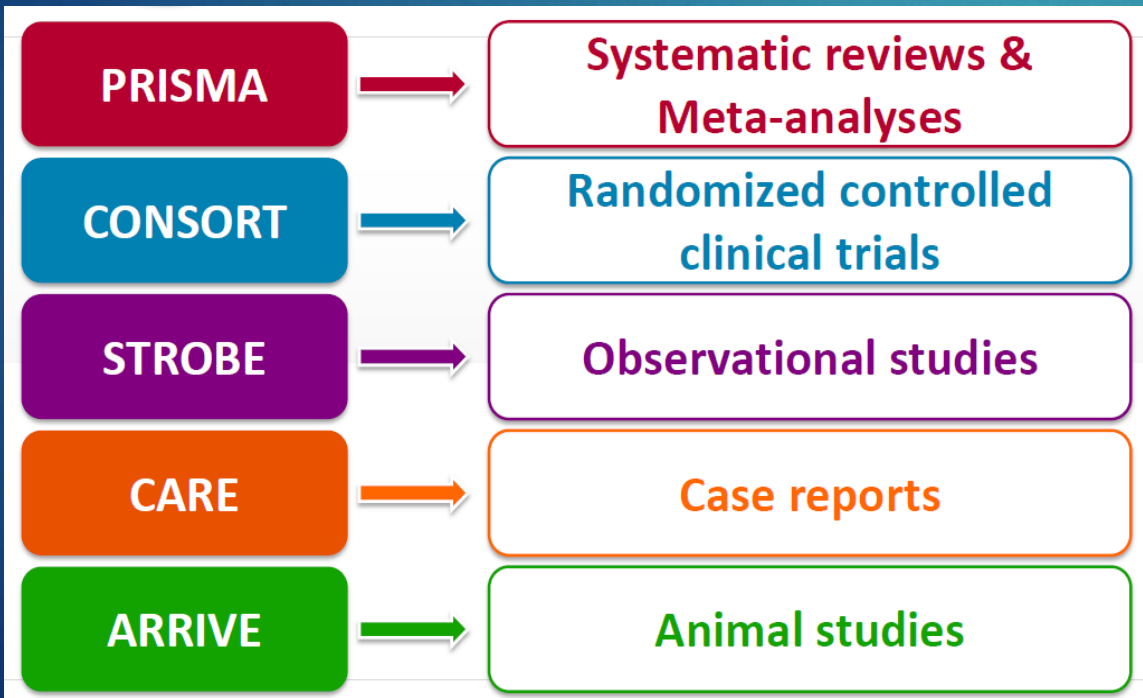 PRISMA
Systematic reviews &
Meta-analyses
CONSORT
Randomized controlled
clinical trials
STROBE
Observational studies
CARE
Case reports
ARRIVE
Animal studies